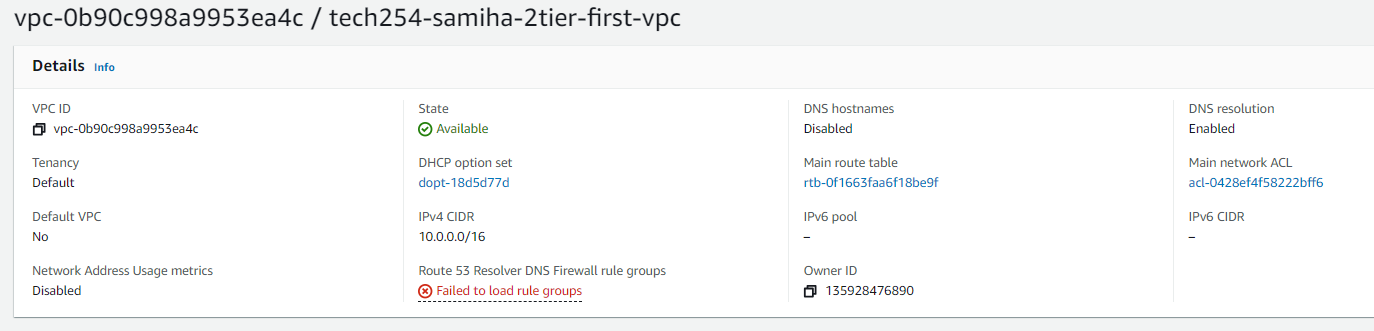 vpc-0b90c998a9953ea4c / tech254-samiha-2tier-first-vpc
Details Info
VPC ID
vpc-0b90c998a9953ea4c
State
Available
DNS hostnames
Disabled
DNS resolution
Enabled
Tenancy
Default
DHCP option set
dopt-18d5d77d
Main route table
rtb-0f1663faa6f18be9f
Main network ACL
acl-0428ef4f58222bff6
Default VPC
No
IPv4 CIDR
10.0.0.0/16
IPv6 pool
–
IPv6 CIDR
–
Network Address Usage metrics
Disabled
Route 53 Resolver DNS Firewall rule groups
Failed to load rule groups
Owner ID
135928476890